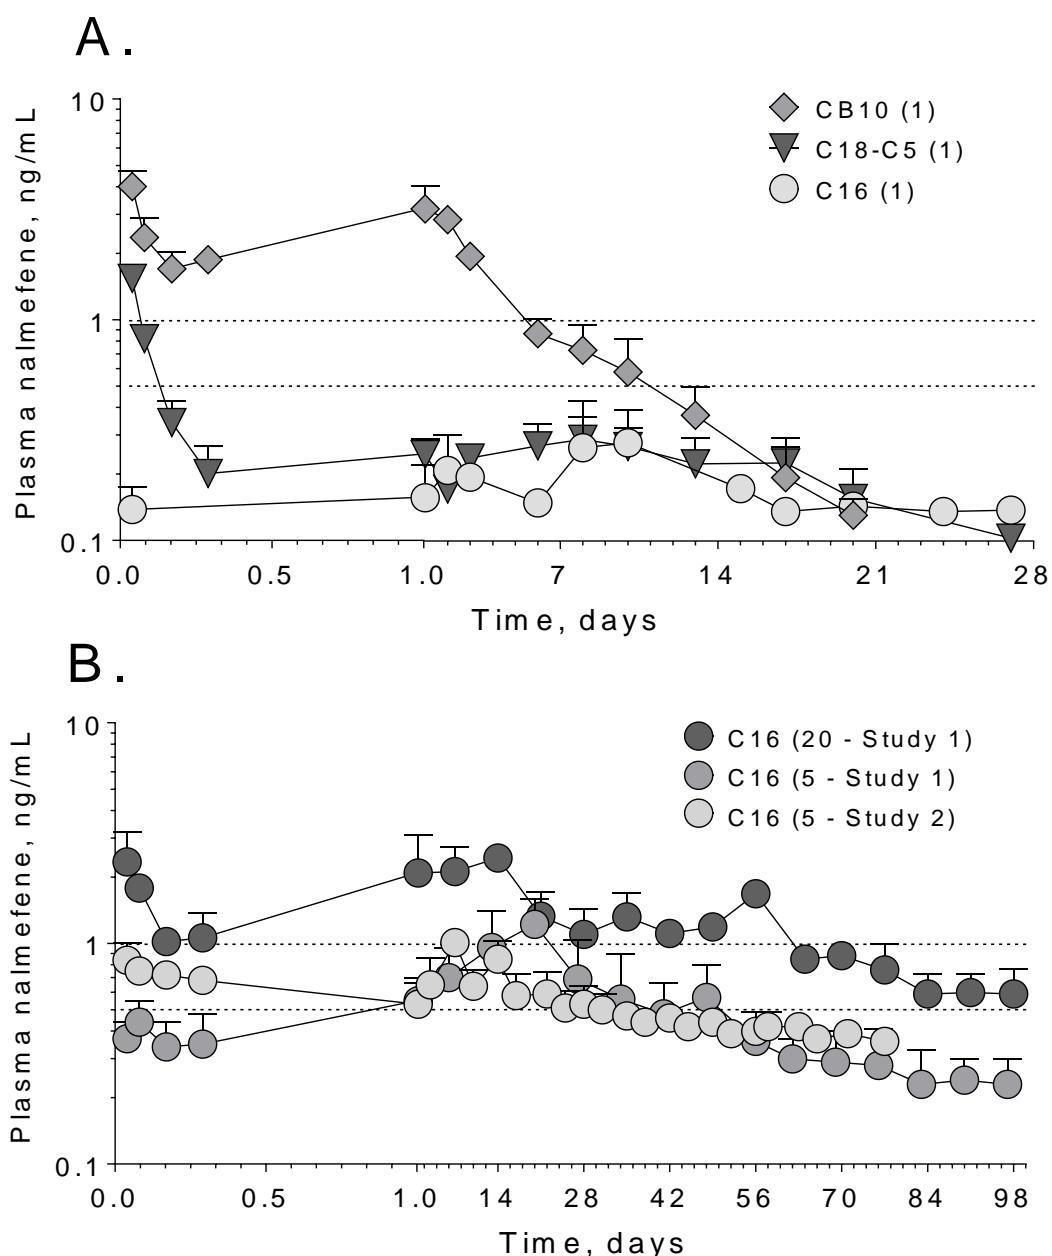 A.
Plasma nalmefene, ng/mL
10
1
0.1
CB10 (1)
C18-C5 (1)
C16 (1)
0.0 0.5 1.0 7 14 21 28
Time, days
B.
Plasma nalmefene, ng/mL
10
1
0.1
C16 (20 - Study 1)
C16 (5 - Study 1)
C16 (5 - Study 2)
0.0 0.5 1.0 14 28 42 56 70 84 98
Time, days